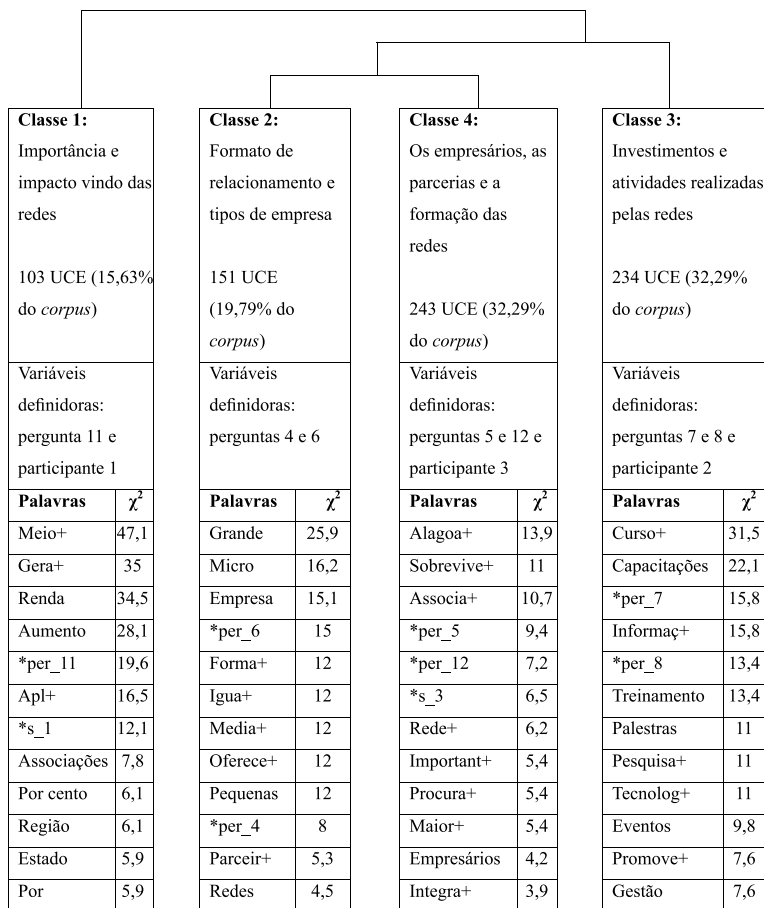 Classe 1:
Importância e
impacto vindo das
redes
103 UCE (15,63%
do corpus)
Variáveis
definidoras:
pergunta 11 e
participante 1
Palavras χ²
Meio+ 47,1
Gera+ 35
Renda 34,5
Aumento 28,1
*per_11 19,6
Apl+ 16,5
*s_1 12,1
Associações 7,8
Por cento 6,1
Região 6,1
Estado 5,9
Por 5,9
Classe 2:
Formato de
relacionamento e
tipos de empresa
151 UCE
(19,79% do
corpus)
Variáveis
definidoras:
perguntas 4 e 6
Palavras χ²
Grande 25,9
Micro 16,2
Empresa 15,1
*per_6 15
Forma+ 12
Igua+ 12
Media+ 12
Oferece+ 12
Pequenas 12
*per_4 8
Parceir+ 5,3
Redes 4,5
Classe 4:
Os empresários, as
parcerias e a
formação das
redes
243 UCE (32,29%
do corpus)
Variáveis
definidoras:
perguntas 5 e 12 e
participante 3
Palavras χ²
Alagoa+ 13,9
Sobrevive+ 11
Associa+ 10,7
*per_5 9,4
*per_12 7,2
*s_3 6,5
Rede+ 6,2
Important+ 5,4
Procura+ 5,4
Maior+ 5,4
Empresários 4,2
Integra+ 3,9
Classe 3:
Investimentos e
atividades realizadas
pelas redes
234 UCE (32,29%
do corpus)
Variáveis
definidoras:
perguntas 7 e 8 e
participante 2
Palavras χ²
Curso+ 31,5
Capacitações 22,1
*per_7 15,8
Informaç+ 15,8
*per_8 13,4
Treinamento 13,4
Palestras 11
Pesquisa+ 11
Tecnolog+ 11
Eventos 9,8
Promove+ 7,6
Gestão 7,6